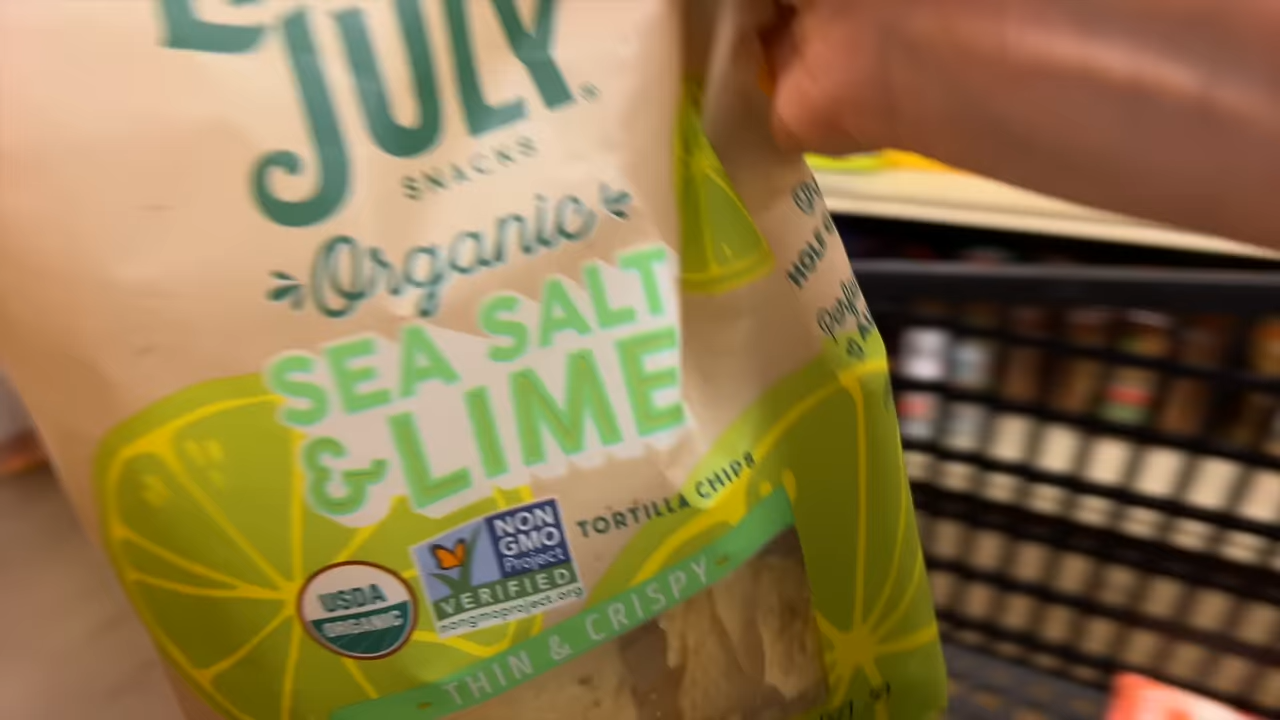 JULY®
SNACKS
Organic
SEA SALT
& LIME
TORTILLA CHIPS
USDA
ORGANIC
NON
GMO
Project
VERIFIED
nongmoproject.org
THIN & CRISPY